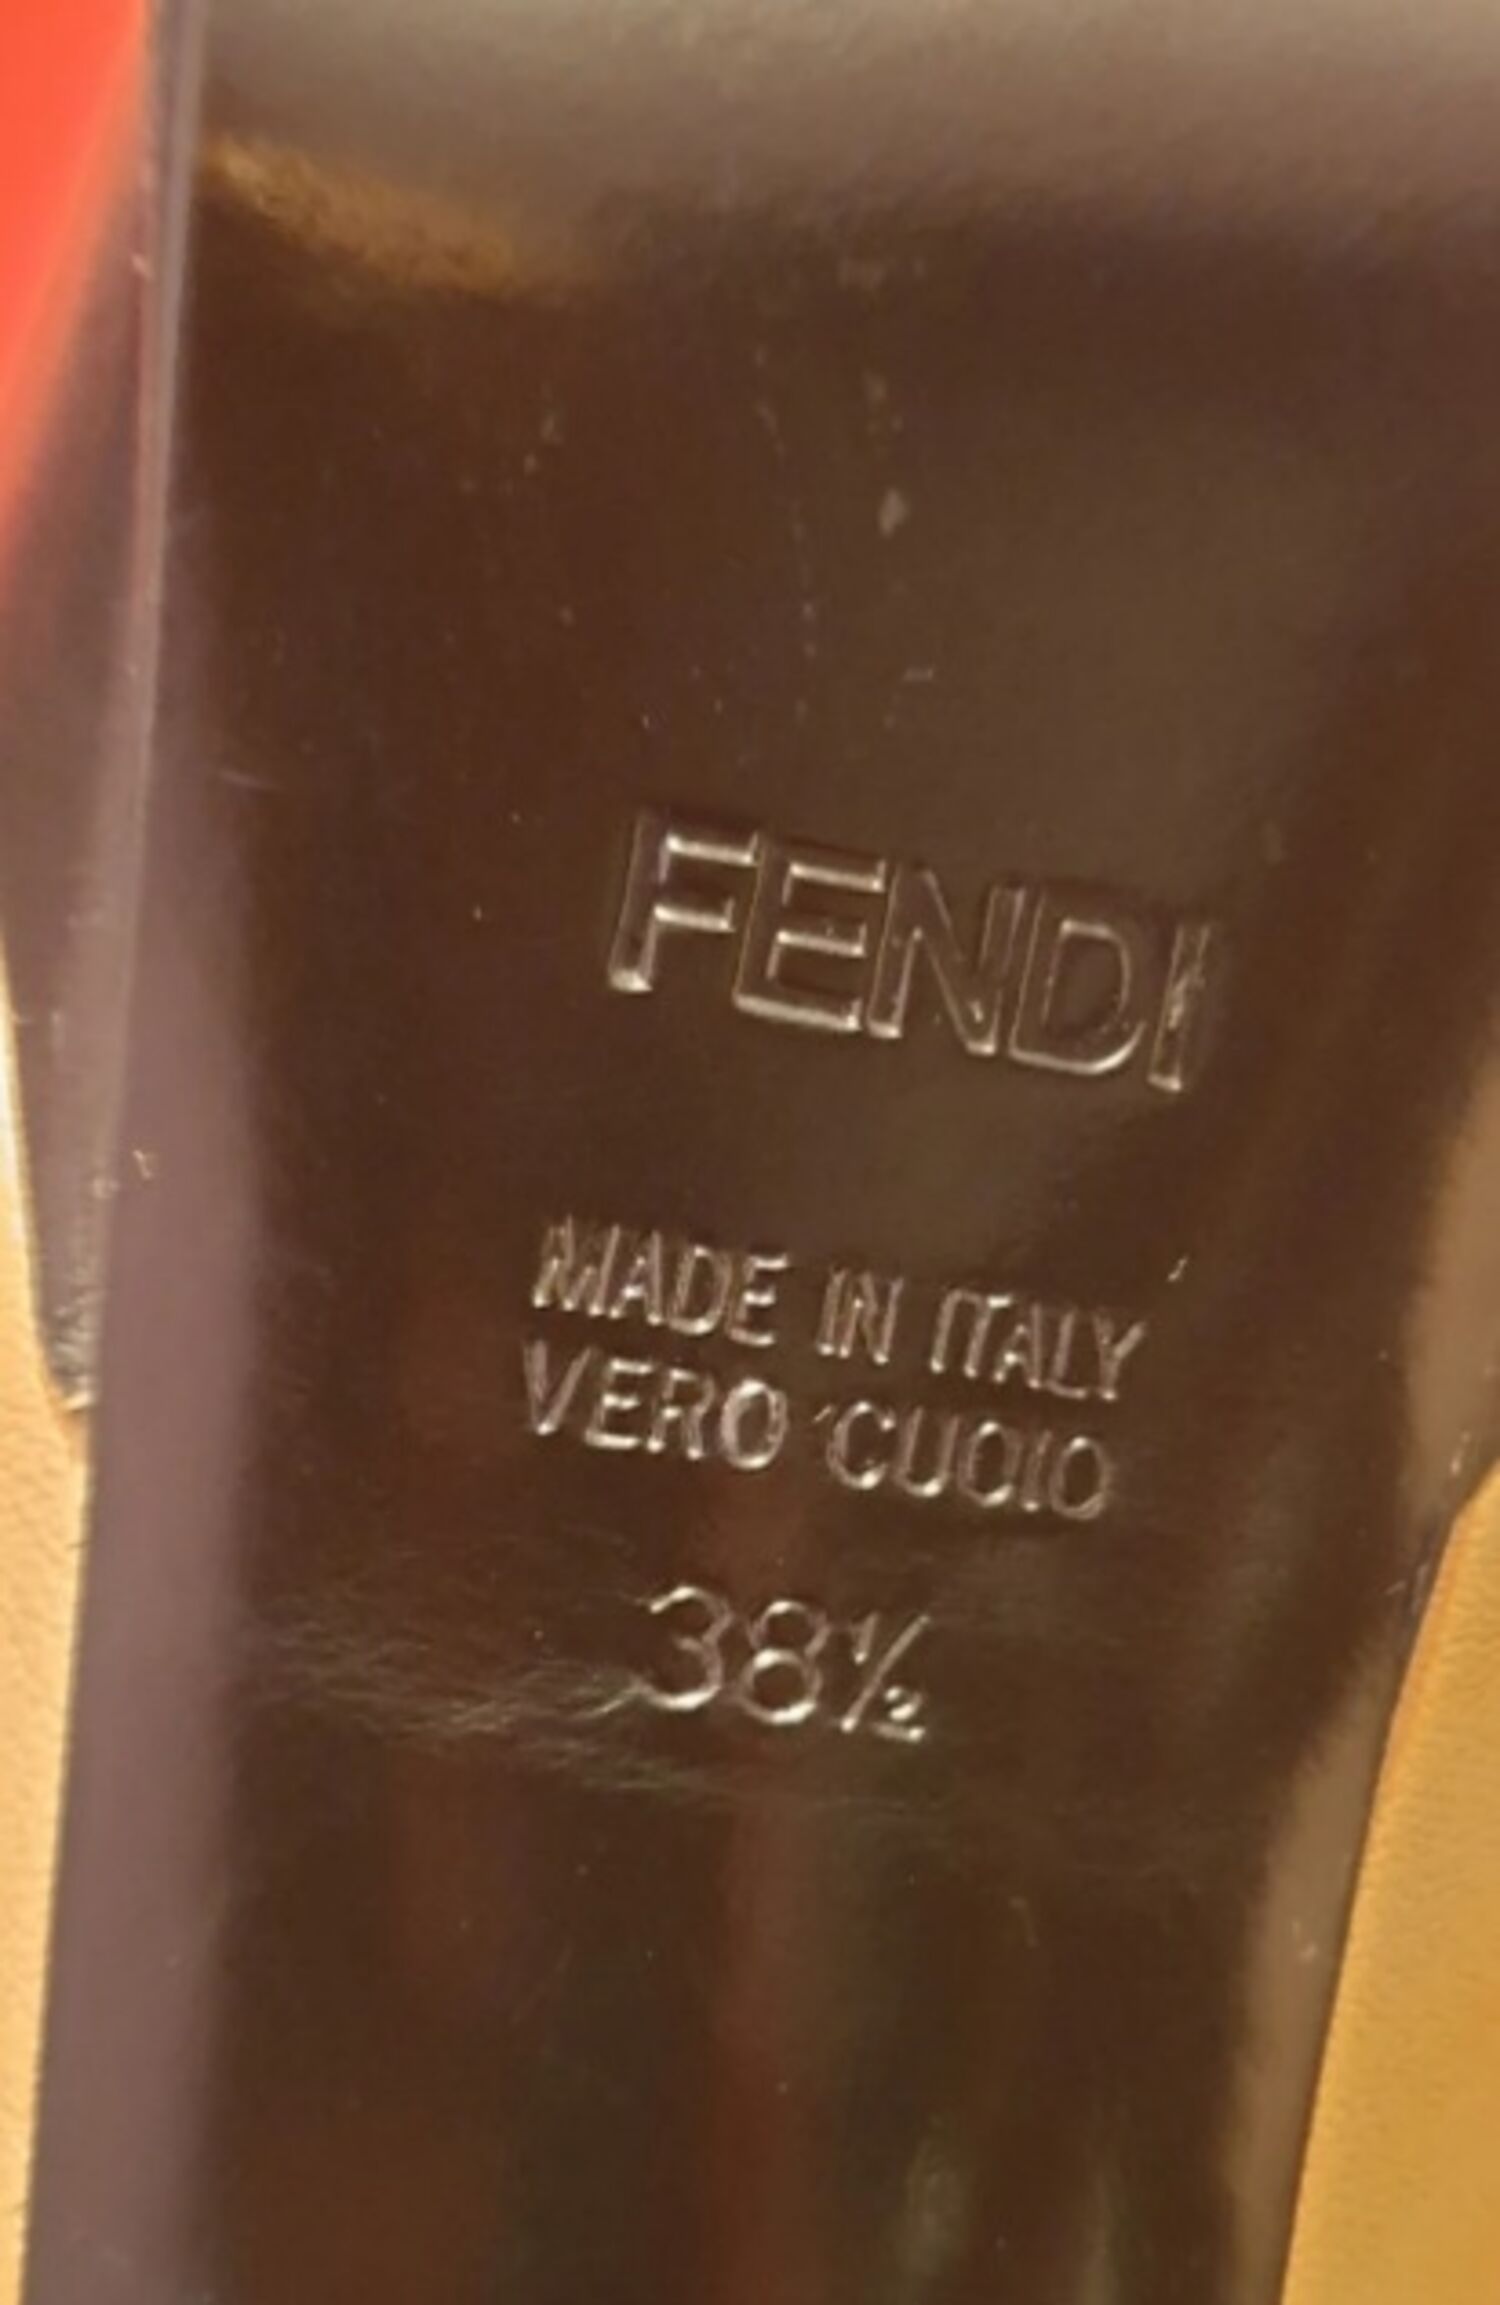 FENDI
MADE IN ITALY
VERO CUOIO
38½